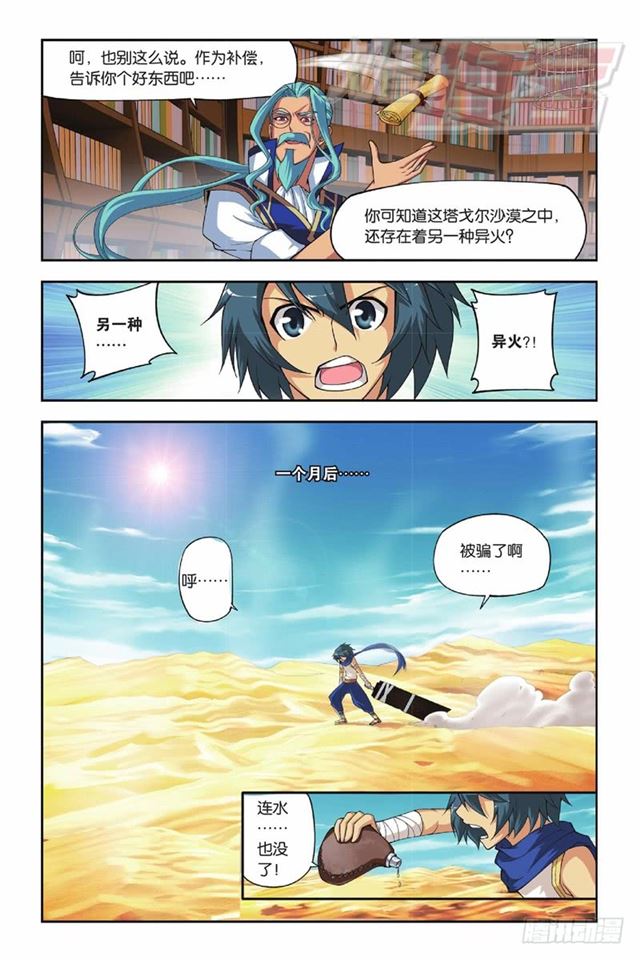 呵，也别这么说。作为补偿，
告诉你个好东西吧……
你可知道这塔戈尔沙漠之中，
还存在着另一种异火？
另一种
……
异火?!
一个月后……
呼……
被骗了啊
……
连水
……
也没
了！
腾讯动漫